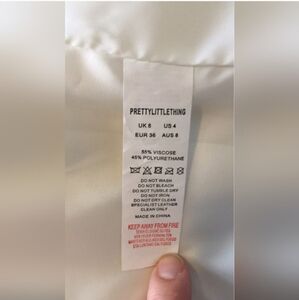 PRETTYLITTLETHING
UK 6 US 4
EUR 36 AUS 8
55% VISCOSE
45% POLYURETHANE
DO NOT WASH
DO NOT BLEACH
DO NOT TUMBLE DRY
DO NOT IRON
DO NOT DRY CLEAN
SPECIALIST LEATHER
CLEAN ONLY
MADE IN CHINA
KEEP AWAY FROM FIRE